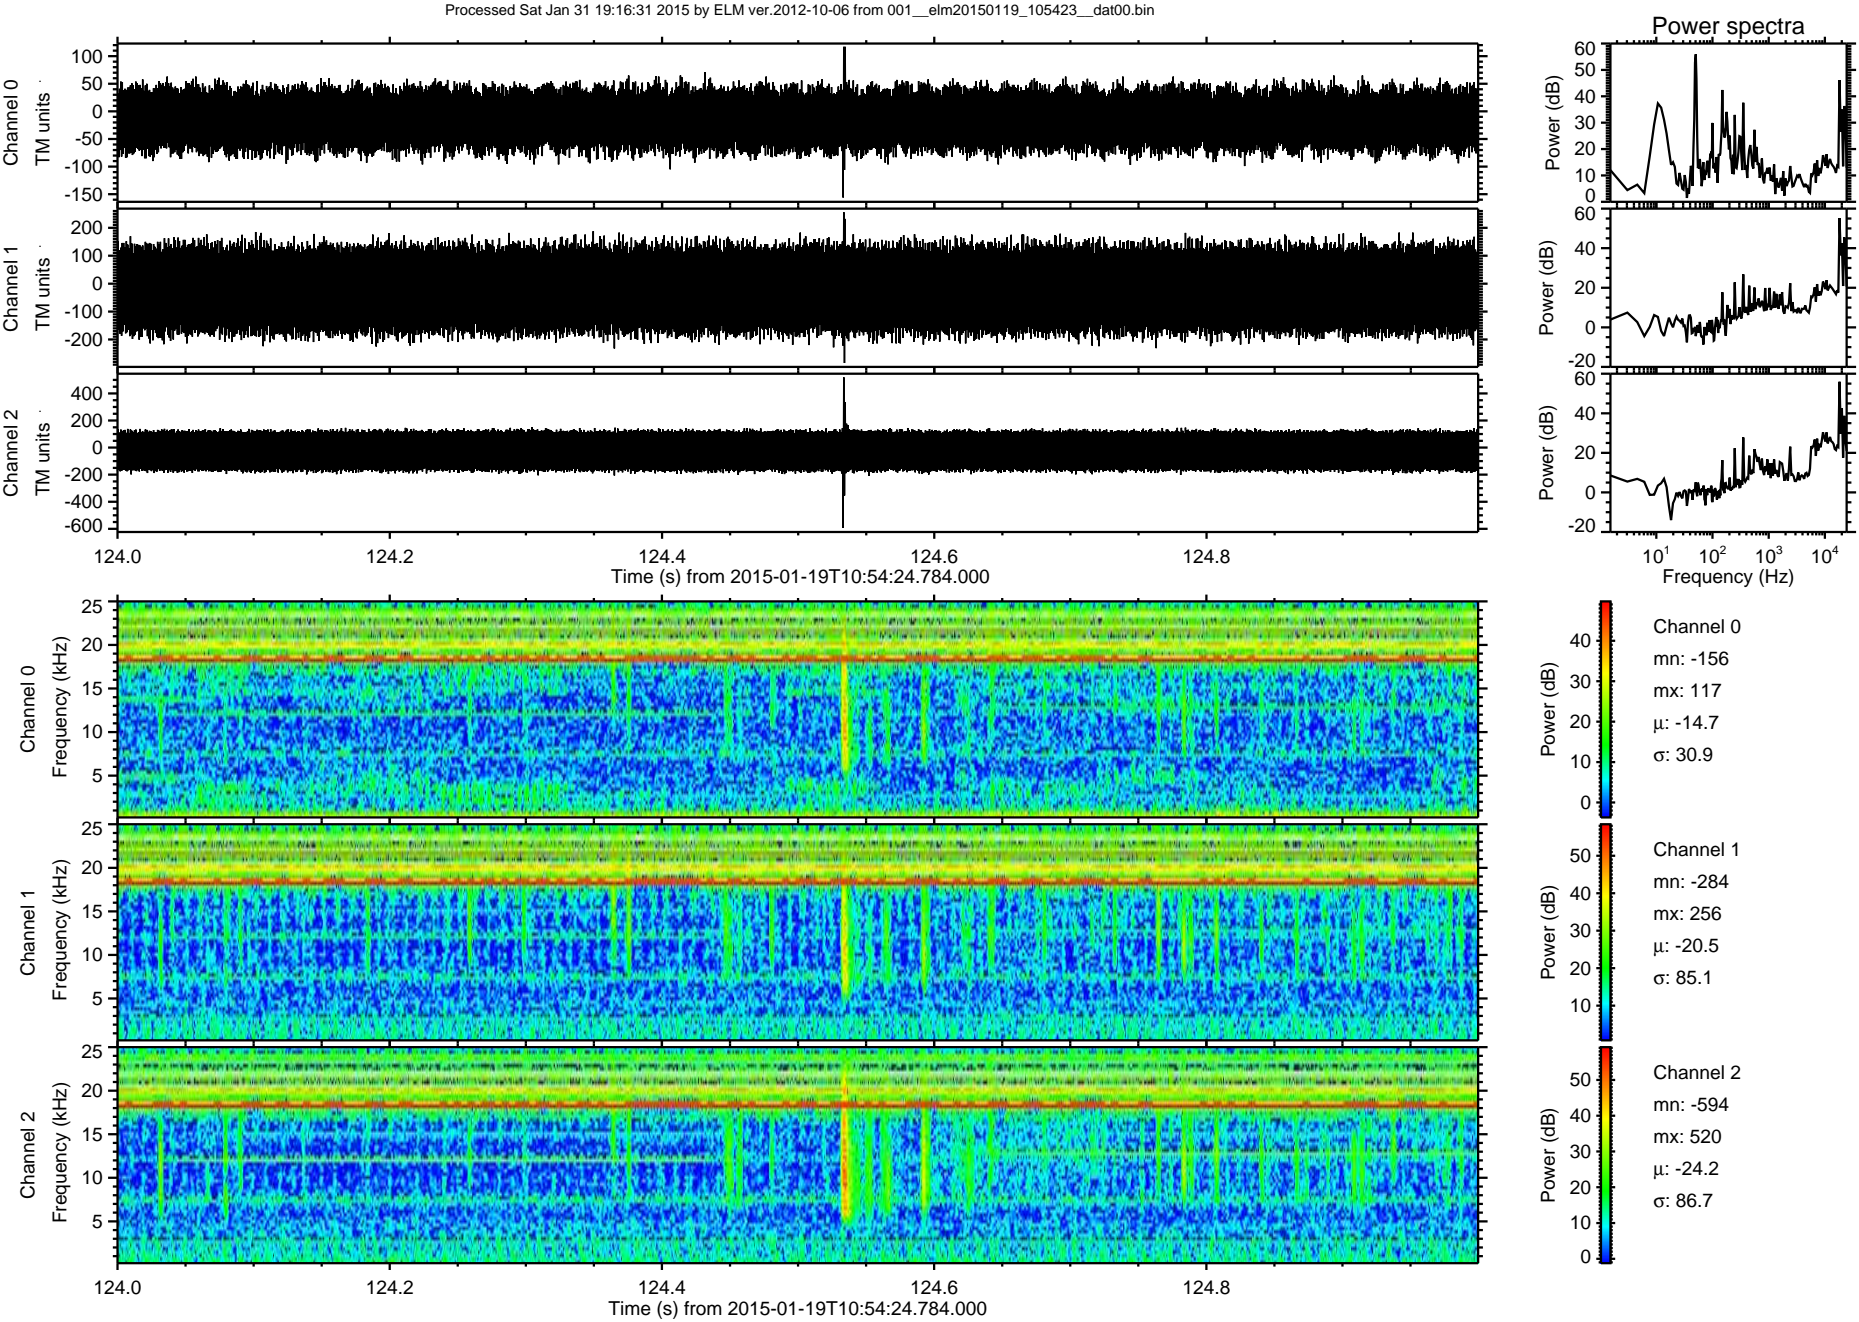 Processed Sat Jan 31 19:16:31 2015 by ELM ver.2012-10-06 from 001__elm20150119_105423__dat00.bin
Power spectra
Channel 0
TM units
100
50
0
-50
-100
-150
Power (dB)
60
50
40
30
20
10
0
Channel 1
TM units
200
100
0
-100
-200
Power (dB)
60
40
20
0
-20
Channel 2
TM units
400
200
0
-200
-400
-600
Power (dB)
60
40
20
0
-20
124.0 124.2 124.4 124.6 124.8
Time (s) from 2015-01-19T10:54:24.784.000
10¹ 10² 10³ 10⁴
Frequency (Hz)
Channel 0
Frequency (kHz)
25
20
15
10
5
Power (dB)
40
30
20
10
0
Channel 0
mn: -156
mx: 117
μ: -14.7
σ: 30.9
Channel 1
Frequency (kHz)
25
20
15
10
5
Power (dB)
50
40
30
20
10
Channel 1
mn: -284
mx: 256
μ: -20.5
σ: 85.1
Channel 2
Frequency (kHz)
25
20
15
10
5
Power (dB)
50
40
30
20
10
0
Channel 2
mn: -594
mx: 520
μ: -24.2
σ: 86.7
124.0 124.2 124.4 124.6 124.8
Time (s) from 2015-01-19T10:54:24.784.000